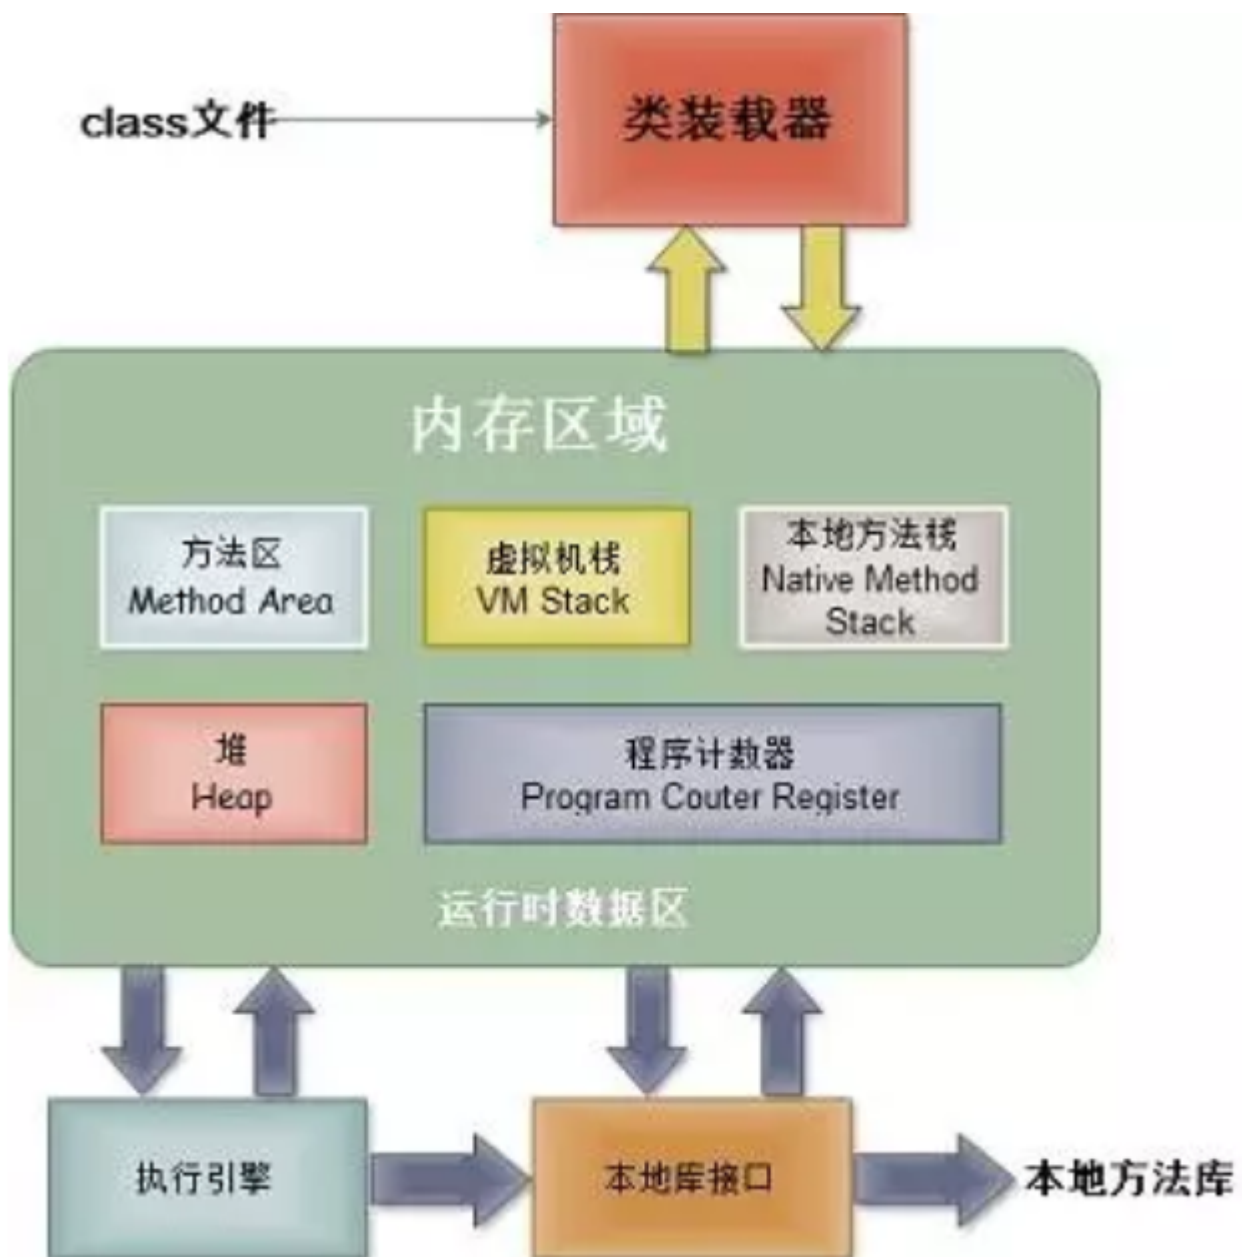 class文件
类装载器
内存区域
方法区
Method Area
虚拟机栈
VM Stack
本地方法栈
Native Method
Stack
堆
Heap
程序计数器
Program Couter Register
运行时数据区
执行引擎
本地库接口
本地方法库